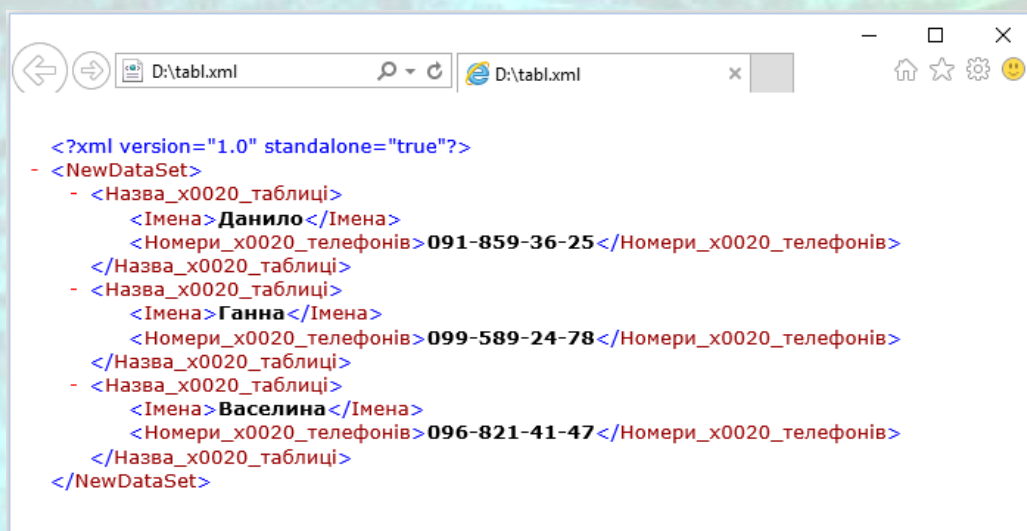 D:\tabl.xml
D:\tabl.xml
<?xml version="1.0" standalone="true"?>
- <NewDataSet>
- <Назва_x0020_таблиці>
<Імена>Данило</Імена>
<Номери_x0020_телефонів>091-859-36-25</Номери_x0020_телефонів>
</Назва_x0020_таблиці>
- <Назва_x0020_таблиці>
<Імена>Ганна</Імена>
<Номери_x0020_телефонів>099-589-24-78</Номери_x0020_телефонів>
</Назва_x0020_таблиці>
- <Назва_x0020_таблиці>
<Імена>Васелина</Імена>
<Номери_x0020_телефонів>096-821-41-47</Номери_x0020_телефонів>
</Назва_x0020_таблиці>
</NewDataSet>